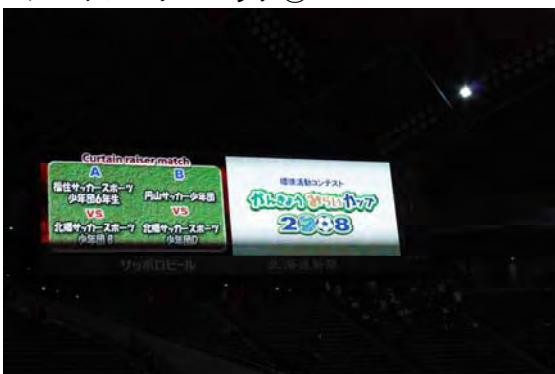 Curtain raiser match
A
福住サッカースポーツ
少年団6年生
VS
北郷サッカースポーツ
少年団B
B
円山サッカー少年団
VS
北郷サッカースポーツ
少年団D
環境活動コンテスト
かんきょうみらいカップ
2008
サッポロビール
北海道新聞